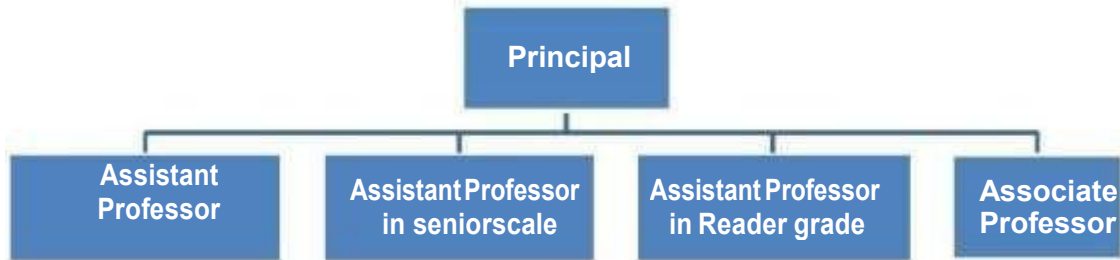 Principal
Assistant
Professor
Assistant Professor
in seniorscale
Assistant Professor
in Reader grade
Associate
Professor